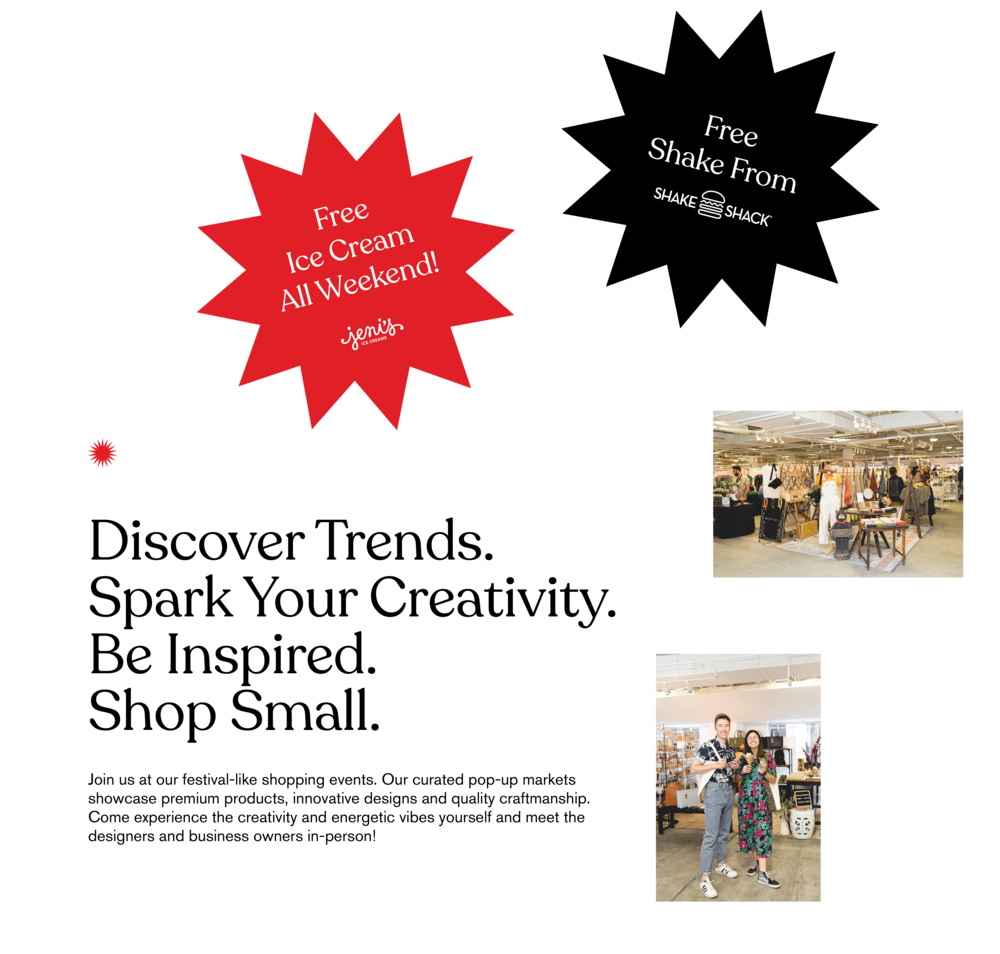 Free
Shake From
SHAKE SHACK
Free
Ice Cream
All Weekend!
jeni's
ICE CREAMS
Discover Trends.
Spark Your Creativity.
Be Inspired.
Shop Small.
Join us at our festival-like shopping events. Our curated pop-up markets
showcase premium products, innovative designs and quality craftmanship.
Come experience the creativity and energetic vibes yourself and meet the
designers and business owners in-person!